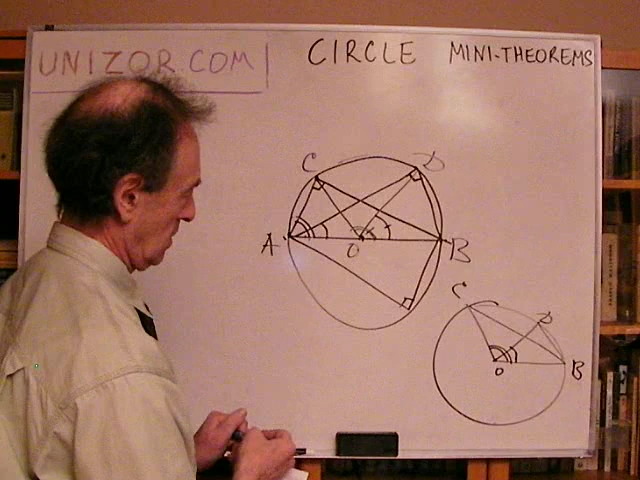 UNIZOR.COM
CIRCLE MINI-THEOREMS
C D
A O B
C D
O B